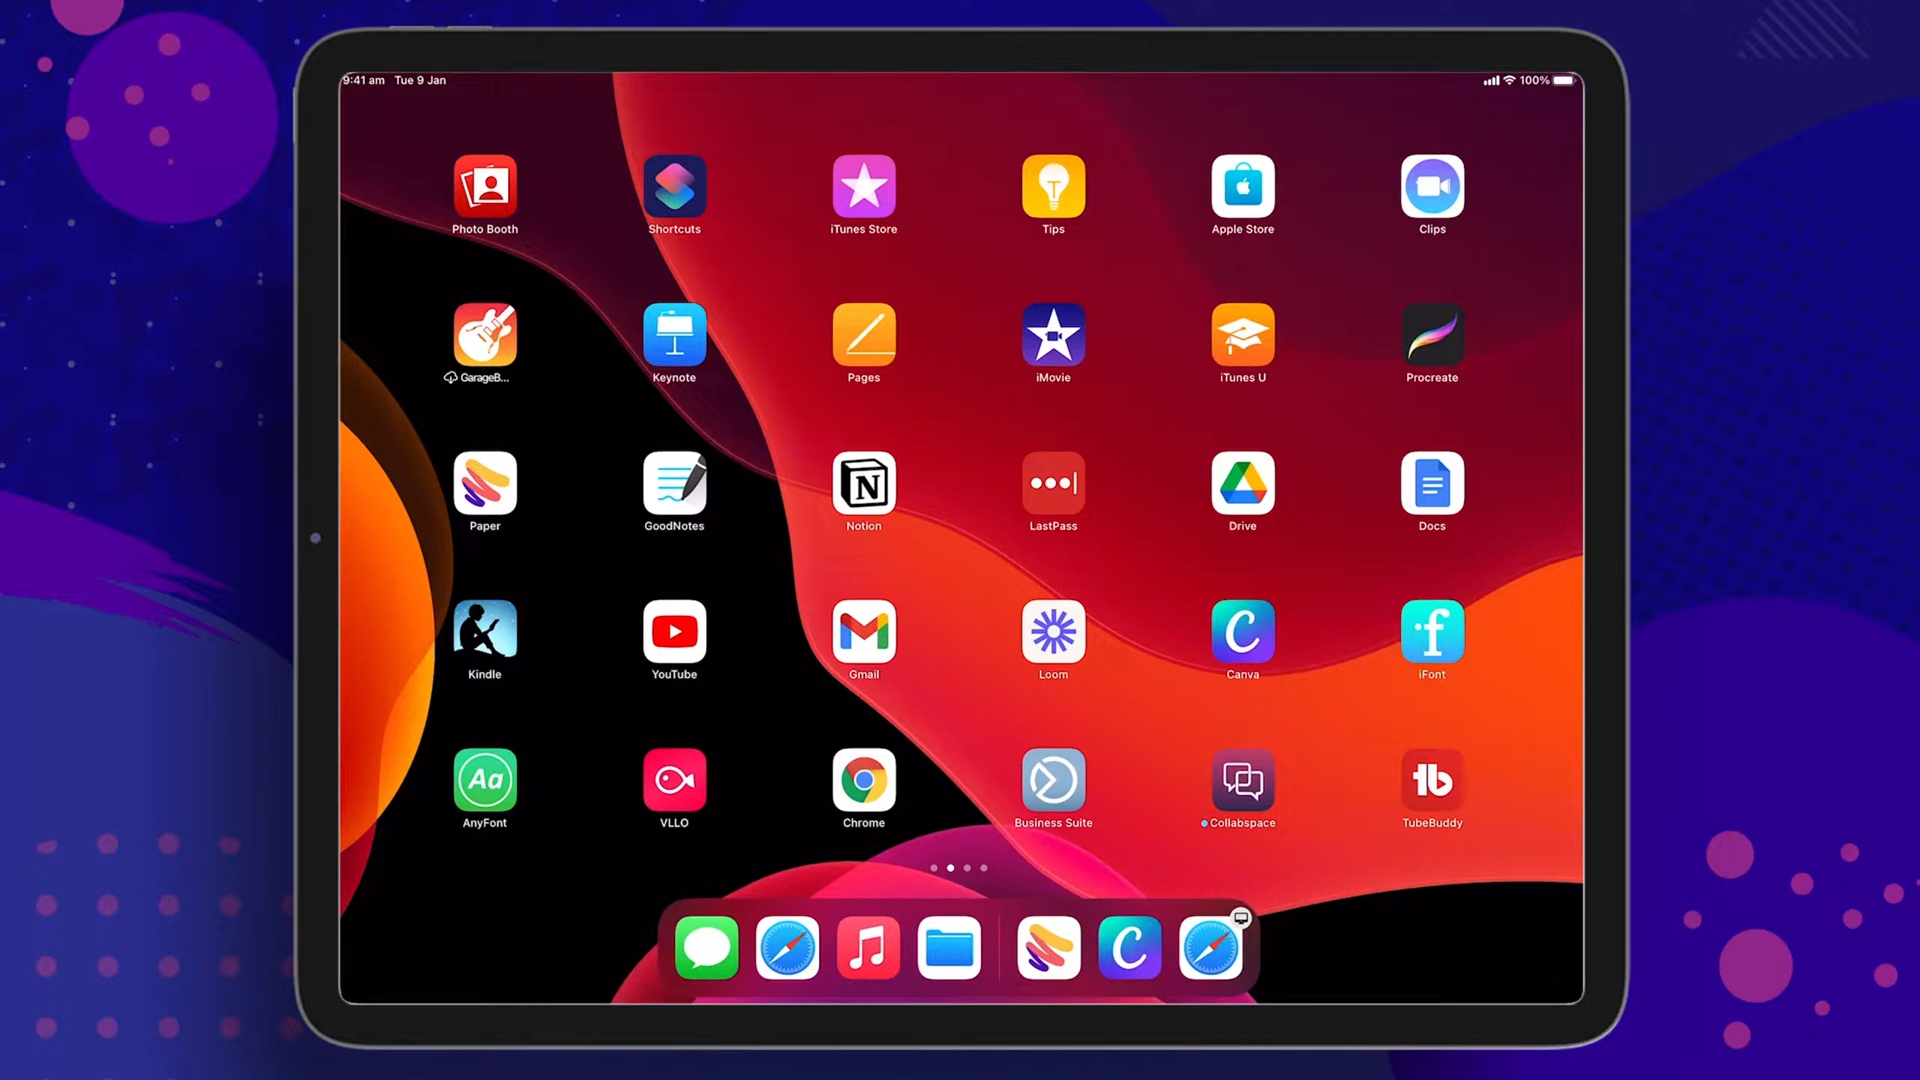 9:41 am Tue 9 Jan 100%
Photo Booth Shortcuts iTunes Store Tips Apple Store Clips
GarageB... Keynote Pages iMovie iTunes U Procreate
N
Paper GoodNotes Notion LastPass Drive Docs
C f
Kindle YouTube Gmail Loom Canva iFont
Aa tb
AnyFont VLLO Chrome Business Suite Collabspace TubeBuddy
C